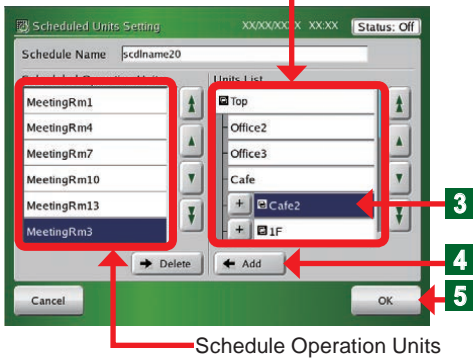 Scheduled Units Setting XX/XX/XXXX XX:XX Status: Off
Schedule Name scdlname20
Units List
MeetingRm1
MeetingRm4
MeetingRm7
MeetingRm10
MeetingRm13
MeetingRm3
Top
Office2
Office3
Cafe
+ Cafe2
+ 1F
3
Delete
Add
4
Cancel
OK
5
Schedule Operation Units